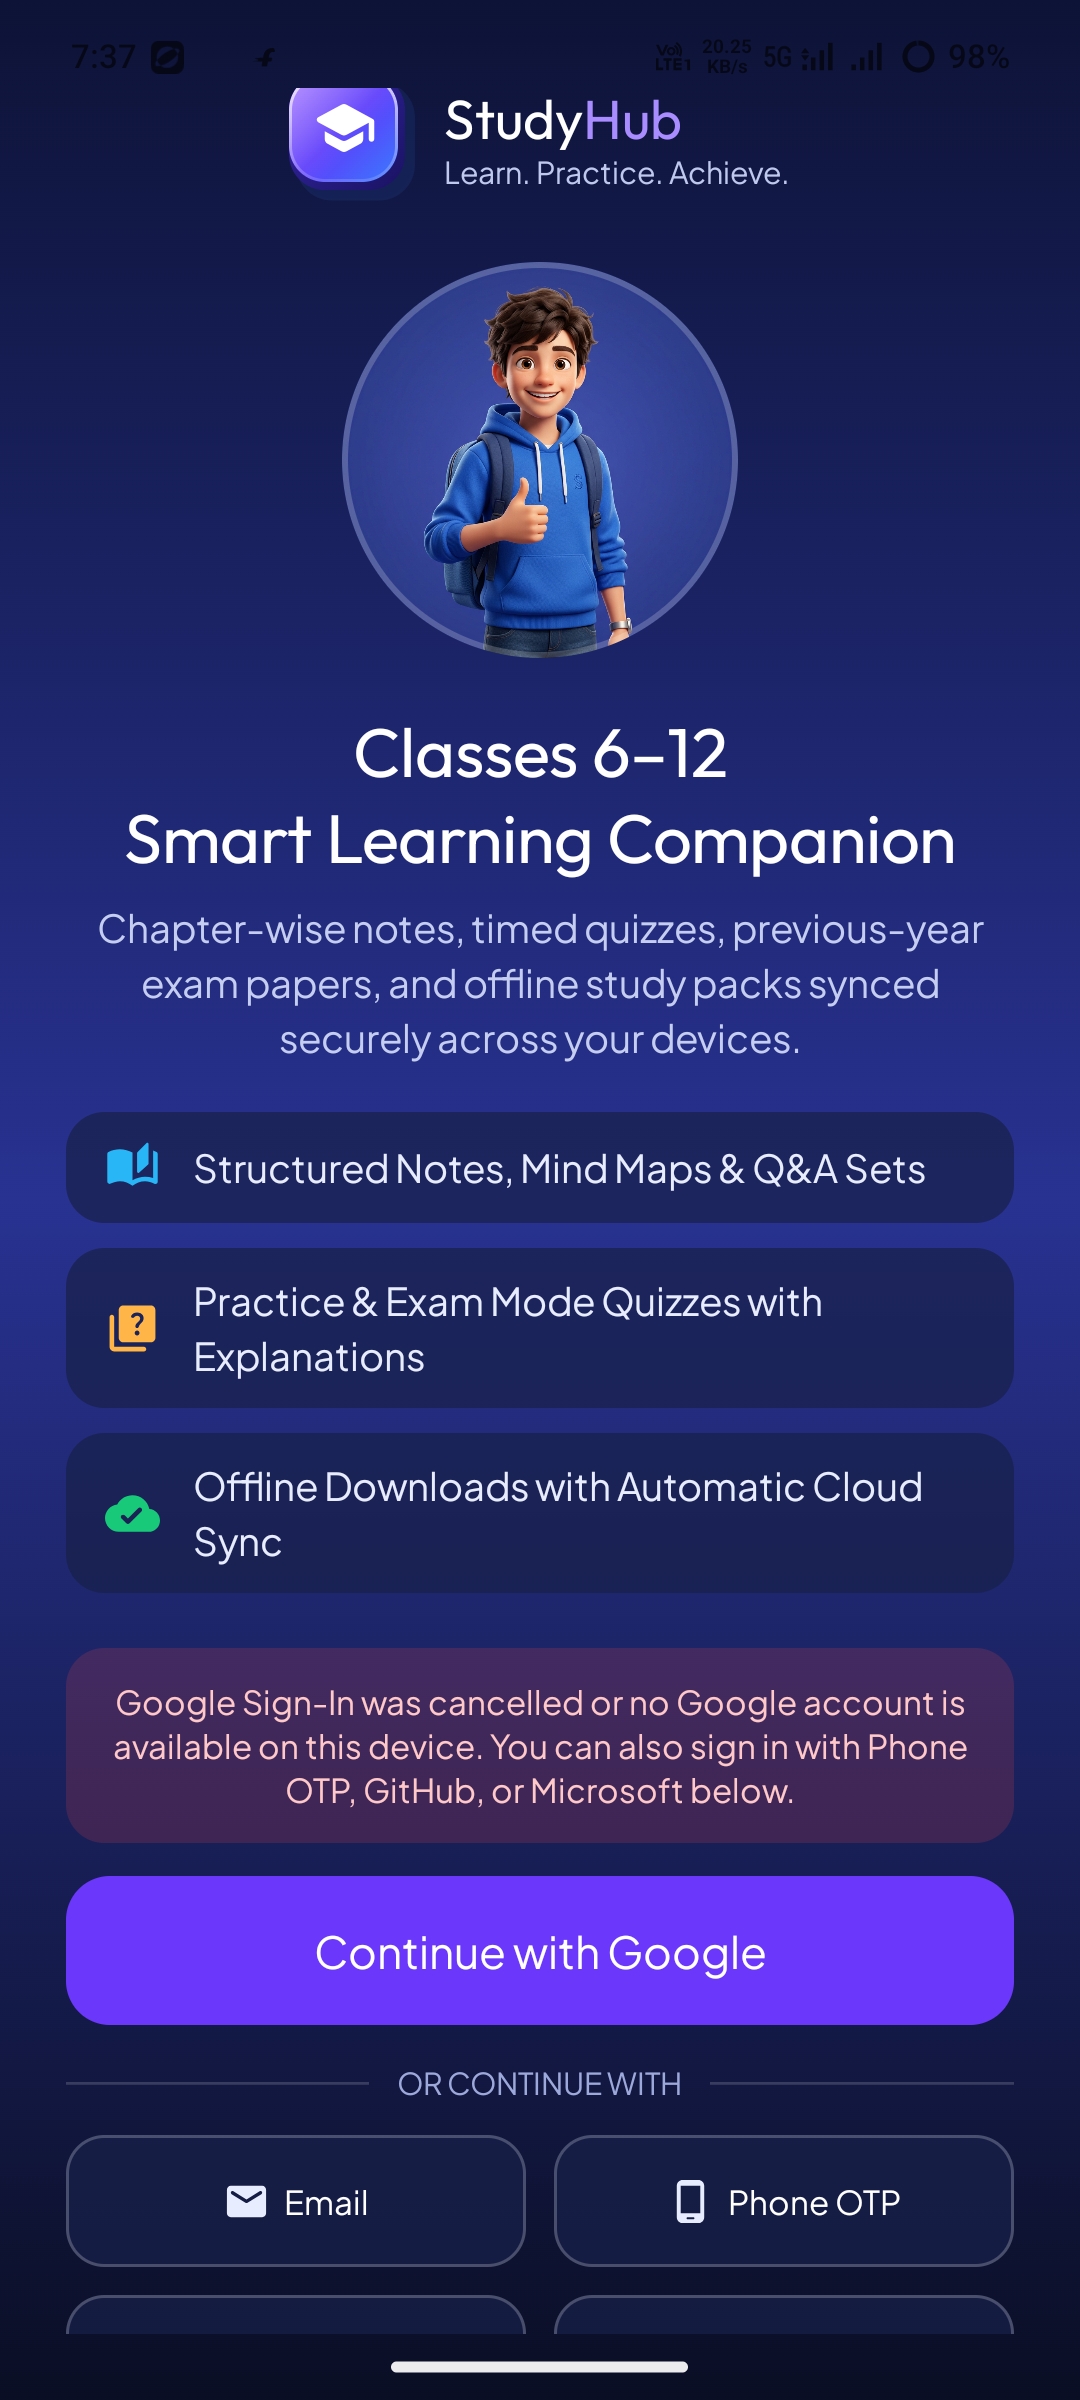 7:37
Vo)) LTE1 20.25 KB/s 5G 98%
StudyHub
Learn. Practice. Achieve.
Classes 6–12
Smart Learning Companion
Chapter-wise notes, timed quizzes, previous-year
exam papers, and offline study packs synced
securely across your devices.
Structured Notes, Mind Maps & Q&A Sets
Practice & Exam Mode Quizzes with
Explanations
Offline Downloads with Automatic Cloud
Sync
Google Sign-In was cancelled or no Google account is
available on this device. You can also sign in with Phone
OTP, GitHub, or Microsoft below.
Continue with Google
OR CONTINUE WITH
Email
Phone OTP